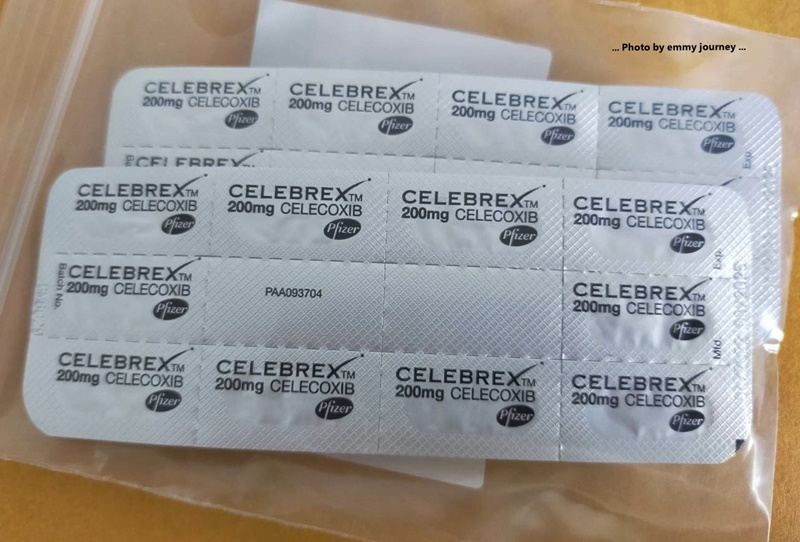 ... Photo by emmy journey ...
CELEBREX™ CELEBREX™ CELEBREX™ CELEBREX™
200mg CELECOXIB 200mg CELECOXIB 200mg CELECOXIB 200mg CELECOXIB
Pfizer Pfizer Pfizer Pfizer
Exp
CELEBREX
CELEBREX™ CELEBREX™ CELEBREX™ CELEBREX™
200mg CELECOXIB 200mg CELECOXIB 200mg CELECOXIB 200mg CELECOXIB
Pfizer Pfizer Pfizer Pfizer
Exp
Batch No.
CELEBREX™ CELEBREX™
200mg CELECOXIB PAA093704 200mg CELECOXIB
Pfizer Pfizer
Mfd
CELEBREX™ CELEBREX™ CELEBREX™ CELEBREX™
200mg CELECOXIB 200mg CELECOXIB 200mg CELECOXIB 200mg CELECOXIB
Pfizer Pfizer Pfizer Pfizer